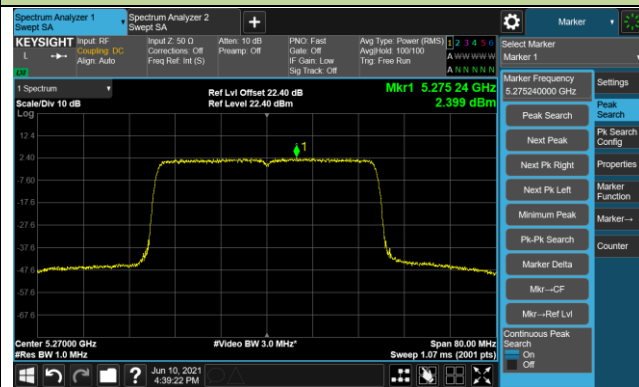 Spectrum Analyzer 1
Swept SA
Spectrum Analyzer 2
Swept SA
+
Marker
KEYSIGHT
L
Input: RF
Coupling: DC
Align: Auto
Input Z: 50 Ω
Corrections: Off
Freq Ref: Int (S)
Atten: 10 dB
Preamp: Off
PNO: Fast
Gate: Off
IF Gain: Low
Sig Track: Off
Avg Type: Power (RMS)
Avg|Hold: 100/100
Trig: Free Run
1 2 3 4 5 6
A W W W W W
A N N N N N
Select Marker
Marker 1
1 Spectrum
Scale/Div 10 dB
Log
Ref Lvl Offset 22.40 dB
Ref Level 22.40 dBm
Mkr1 5.275 24 GHz
2.399 dBm
12.4
2.40
-7.60
-17.6
-27.6
-37.6
-47.6
-57.6
-67.6
1
Center 5.27000 GHz
#Res BW 1.0 MHz
#Video BW 3.0 MHz*
Span 80.00 MHz
Sweep 1.07 ms (2001 pts)
Marker Frequency
5.275240000 GHz
Peak Search
Next Peak
Next Pk Right
Next Pk Left
Minimum Peak
Pk-Pk Search
Marker Delta
Mkr→CF
Mkr→Ref Lvl
Continuous Peak
Search
On
Off
Settings
Peak
Search
Pk Search
Config
Properties
Marker
Function
Marker→
Counter
?
Jun 10, 2021
4:39:22 PM